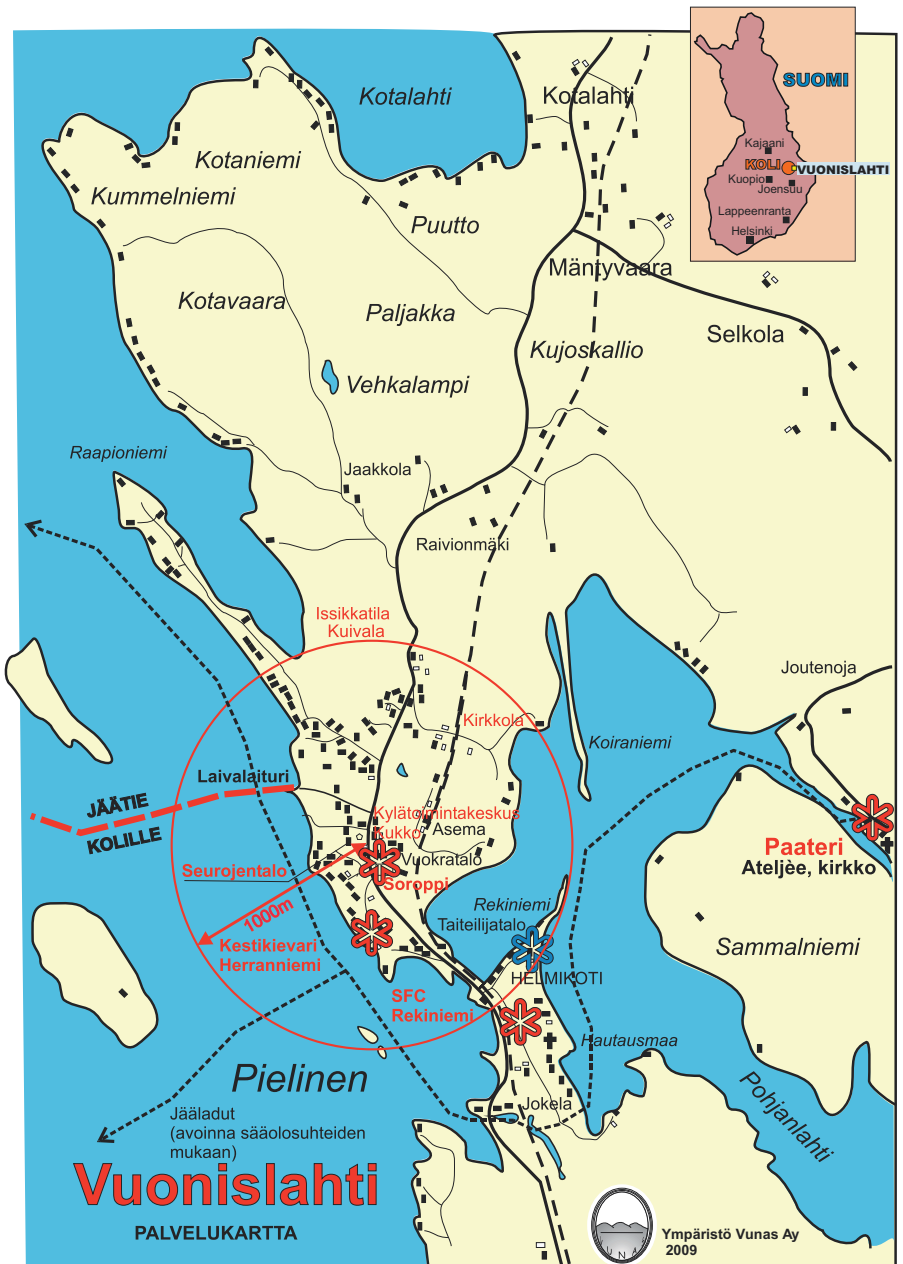 Kotalahti
Kotalahti
SUOMI
Kajaani
KOLI
VUONISLAHTI
Kuopio
Joensuu
Lappeenranta
Helsinki
Kotaniemi
Kummelniemi
Puutto
Mäntyvaara
Kotavaara
Paljakka
Selkola
Kujoskallio
Vehkalampi
Raapioniemi
Jaakkola
Raivionmäki
Issikkatila
Kuivala
Joutenoja
Kirkkola
Koiraniemi
Laivalaituri
JÄÄTIE
KOLILLE
Kylätoimintakeskus
Kukko
Asema
Vuokratalo
Paateri
Ateljèe, kirkko
Seurojentalo
Soroppi
1000m
Rekiniemi
Taiteilijatalo
Kestikievari
Herranniemi
Sammalniemi
HELMIKOTI
SFC
Rekiniemi
Hautausmaa
Pielinen
Pohjanlahti
Jokela
Jääladut
(avoinna sääolosuhteiden
mukaan)
Vuonislahti
PALVELUKARTTA
VUNAS
Ympäristö Vunas Ay
2009